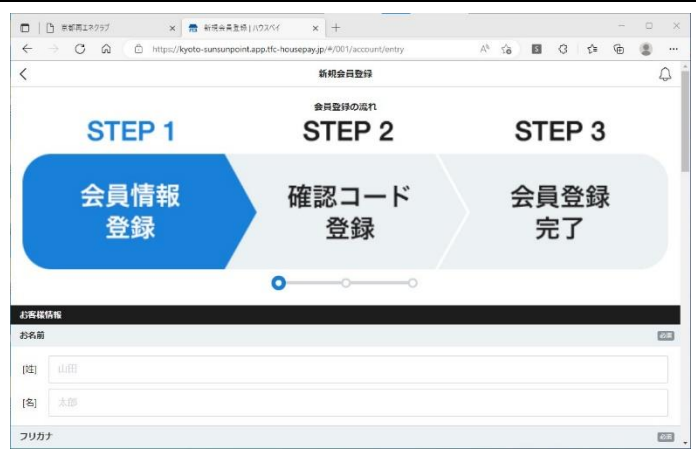 京都再エネクラブ
新規会員登録 | ハウスペイ
https://kyoto-sunsunpoint.app.tfc-housepay.jp/#/001/account/entry
新規会員登録
会員登録の流れ
STEP 1 STEP 2 STEP 3
会員情報 確認コード 会員登録
登録 登録 完了
お客様情報
お名前 必須
[姓] 山田
[名] 太郎
フリガナ 必須